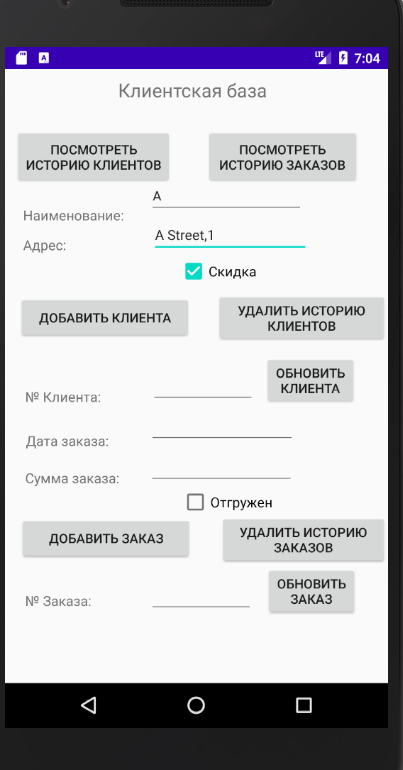 LTE 7:04
Клиентская база
ПОСМОТРЕТЬ
ИСТОРИЮ КЛИЕНТОВ
ПОСМОТРЕТЬ
ИСТОРИЮ ЗАКАЗОВ
Наименование:
A
Адрес:
A Street,1
Скидка
ДОБАВИТЬ КЛИЕНТА
УДАЛИТЬ ИСТОРИЮ
КЛИЕНТОВ
№ Клиента:
ОБНОВИТЬ
КЛИЕНТА
Дата заказа:
Сумма заказа:
Отгружен
ДОБАВИТЬ ЗАКАЗ
УДАЛИТЬ ИСТОРИЮ
ЗАКАЗОВ
№ Заказа:
ОБНОВИТЬ
ЗАКАЗ